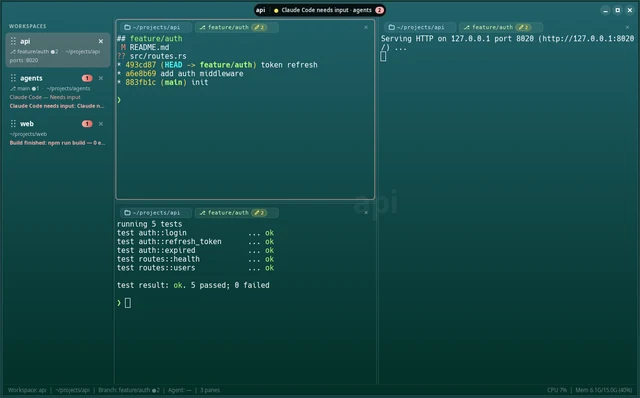 api | ● Claude Code needs input · agents 2
WORKSPACES
api ×
feature/auth ●2 · ~/projects/api
ports :8020
agents 1 ×
main ●1 · ~/projects/agents
Claude Code — Needs input
Claude Code needs input: Claude n...
web 1 ×
~/projects/web
Build finished: npm run build — 0 e...
~/projects/api feature/auth 2 ×
## feature/auth
M README.md
?? src/routes.rs
* 493cd87 (HEAD -> feature/auth) token refresh
* a6e8b69 add auth middleware
* 883fb1c (main) init
❯
~/projects/api feature/auth 2 ×
running 5 tests
test auth::login ... ok
test auth::refresh_token ... ok
test auth::expired ... ok
test routes::health ... ok
test routes::users ... ok
test result: ok. 5 passed; 0 failed
❯
~/projects/api feature/auth 2 ×
Serving HTTP on 127.0.0.1 port 8020 (http://127.0.0.1:8020
/) ...
api
Workspace: api | ~/projects/api | Branch: feature/auth ●2 | Agent: — | 3 panes
CPU 7% | Mem 6.1G/15.0G (40%)